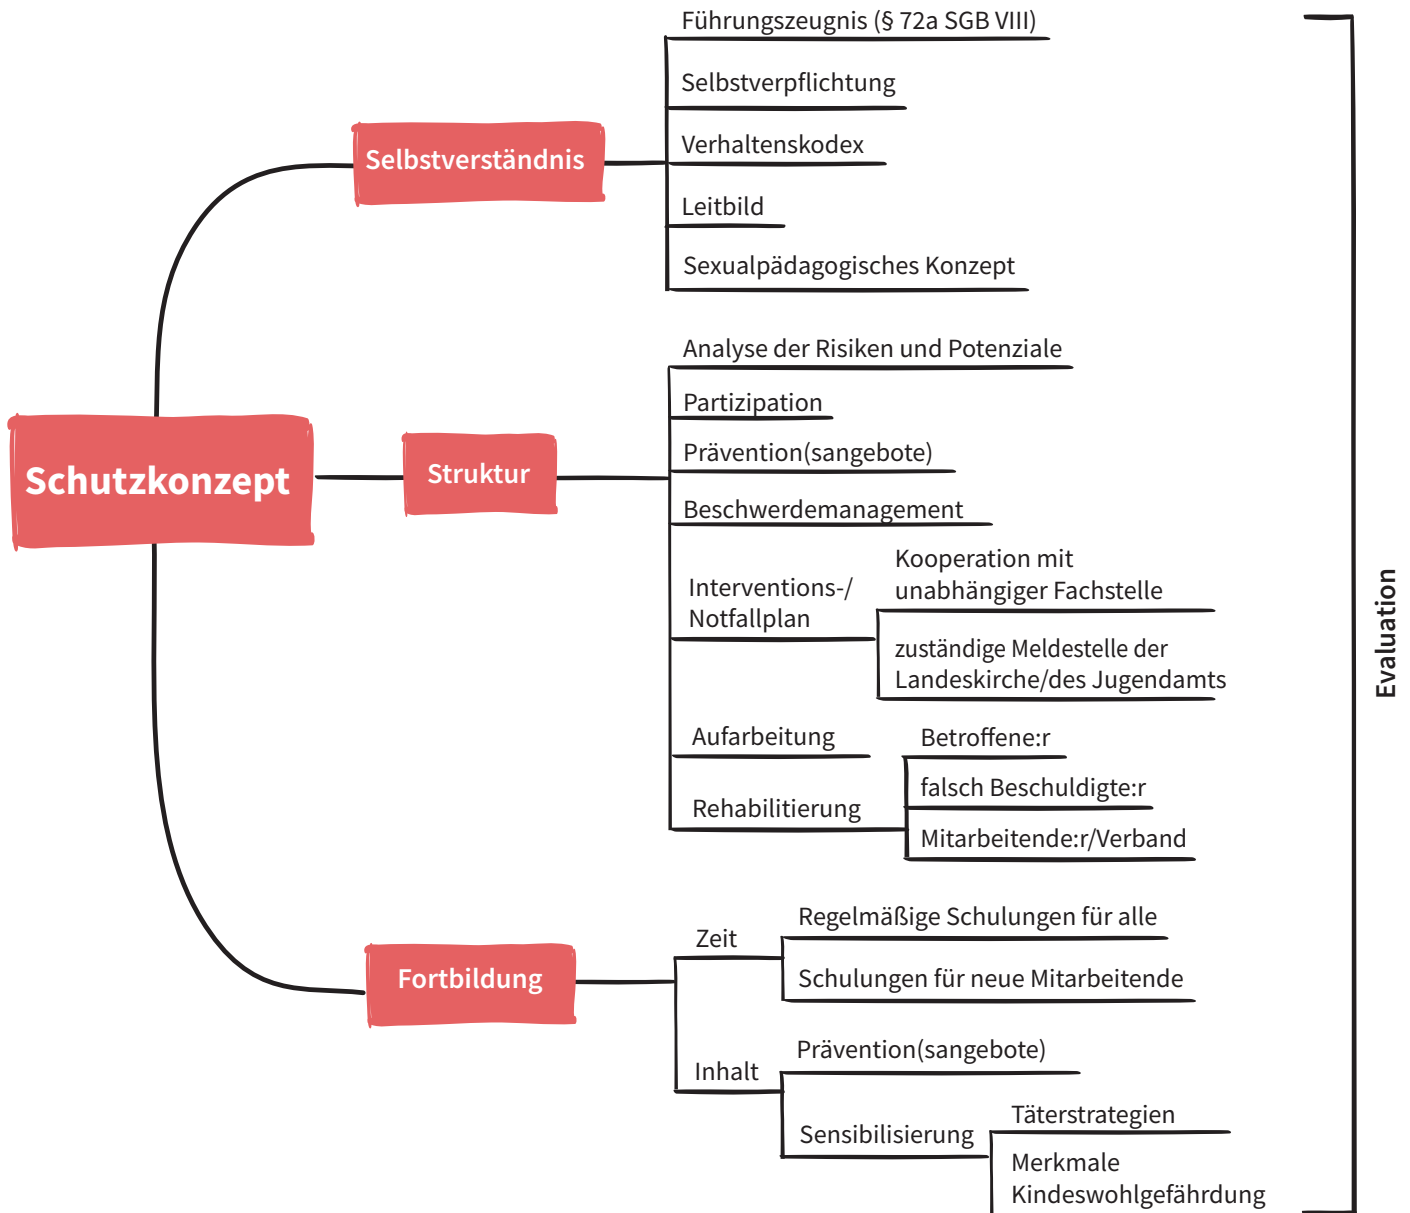 Führungszeugnis (§ 72a SGB VIII)
Selbstverpflichtung
Selbstverständnis
Verhaltenskodex
Leitbild
Sexualpädagogisches Konzept
Schutzkonzept
Struktur
Analyse der Risiken und Potenziale
Partizipation
Prävention(sangebote)
Beschwerdemanagement
Interventions-/
Notfallplan
Kooperation mit
unabhängiger Fachstelle
zuständige Meldestelle der
Landeskirche/des Jugendamts
Aufarbeitung
Rehabilitierung
Betroffene:r
falsch Beschuldigte:r
Mitarbeitende:r/Verband
Fortbildung
Zeit
Regelmäßige Schulungen für alle
Schulungen für neue Mitarbeitende
Inhalt
Prävention(sangebote)
Sensibilisierung
Täterstrategien
Merkmale
Kindeswohlgefährdung
Evaluation